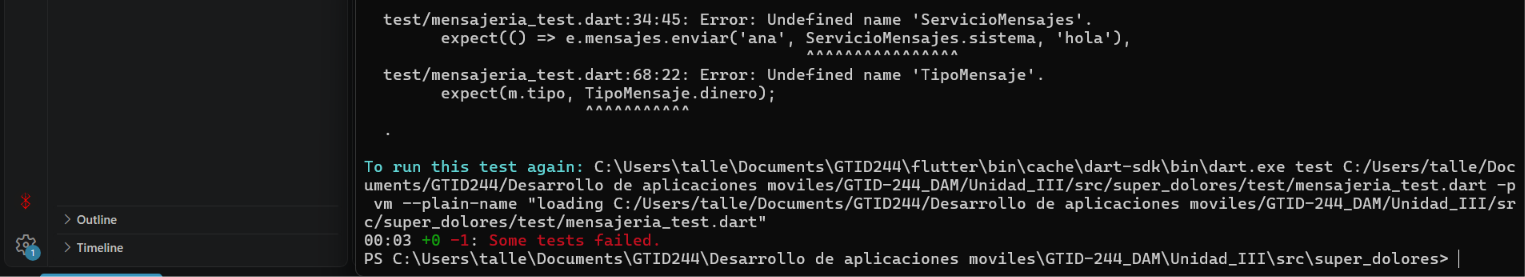 test/mensajeria_test.dart:34:45: Error: Undefined name 'ServicioMensajes'.
expect(() => e.mensajes.enviar('ana', ServicioMensajes.sistema, 'hola'),
^^^^^^^^^^^^^^^^
test/mensajeria_test.dart:68:22: Error: Undefined name 'TipoMensaje'.
expect(m.tipo, TipoMensaje.dinero);
^^^^^^^^^^^
.
To run this test again: C:\Users\talle\Documents\GTID244\flutter\bin\cache\dart-sdk\bin\dart.exe test C:/Users/talle/Doc
uments/GTID244/Desarrollo de aplicaciones moviles/GTID-244_DAM/Unidad_III/src/super_dolores/test/mensajeria_test.dart -p
vm --plain-name "loading C:/Users/talle/Documents/GTID244/Desarrollo de aplicaciones moviles/GTID-244_DAM/Unidad_III/sr
c/super_dolores/test/mensajeria_test.dart"
00:03 +0 -1: Some tests failed.
PS C:\Users\talle\Documents\GTID244\Desarrollo de aplicaciones moviles\GTID-244_DAM\Unidad_III\src\super_dolores>
Outline
Timeline
1